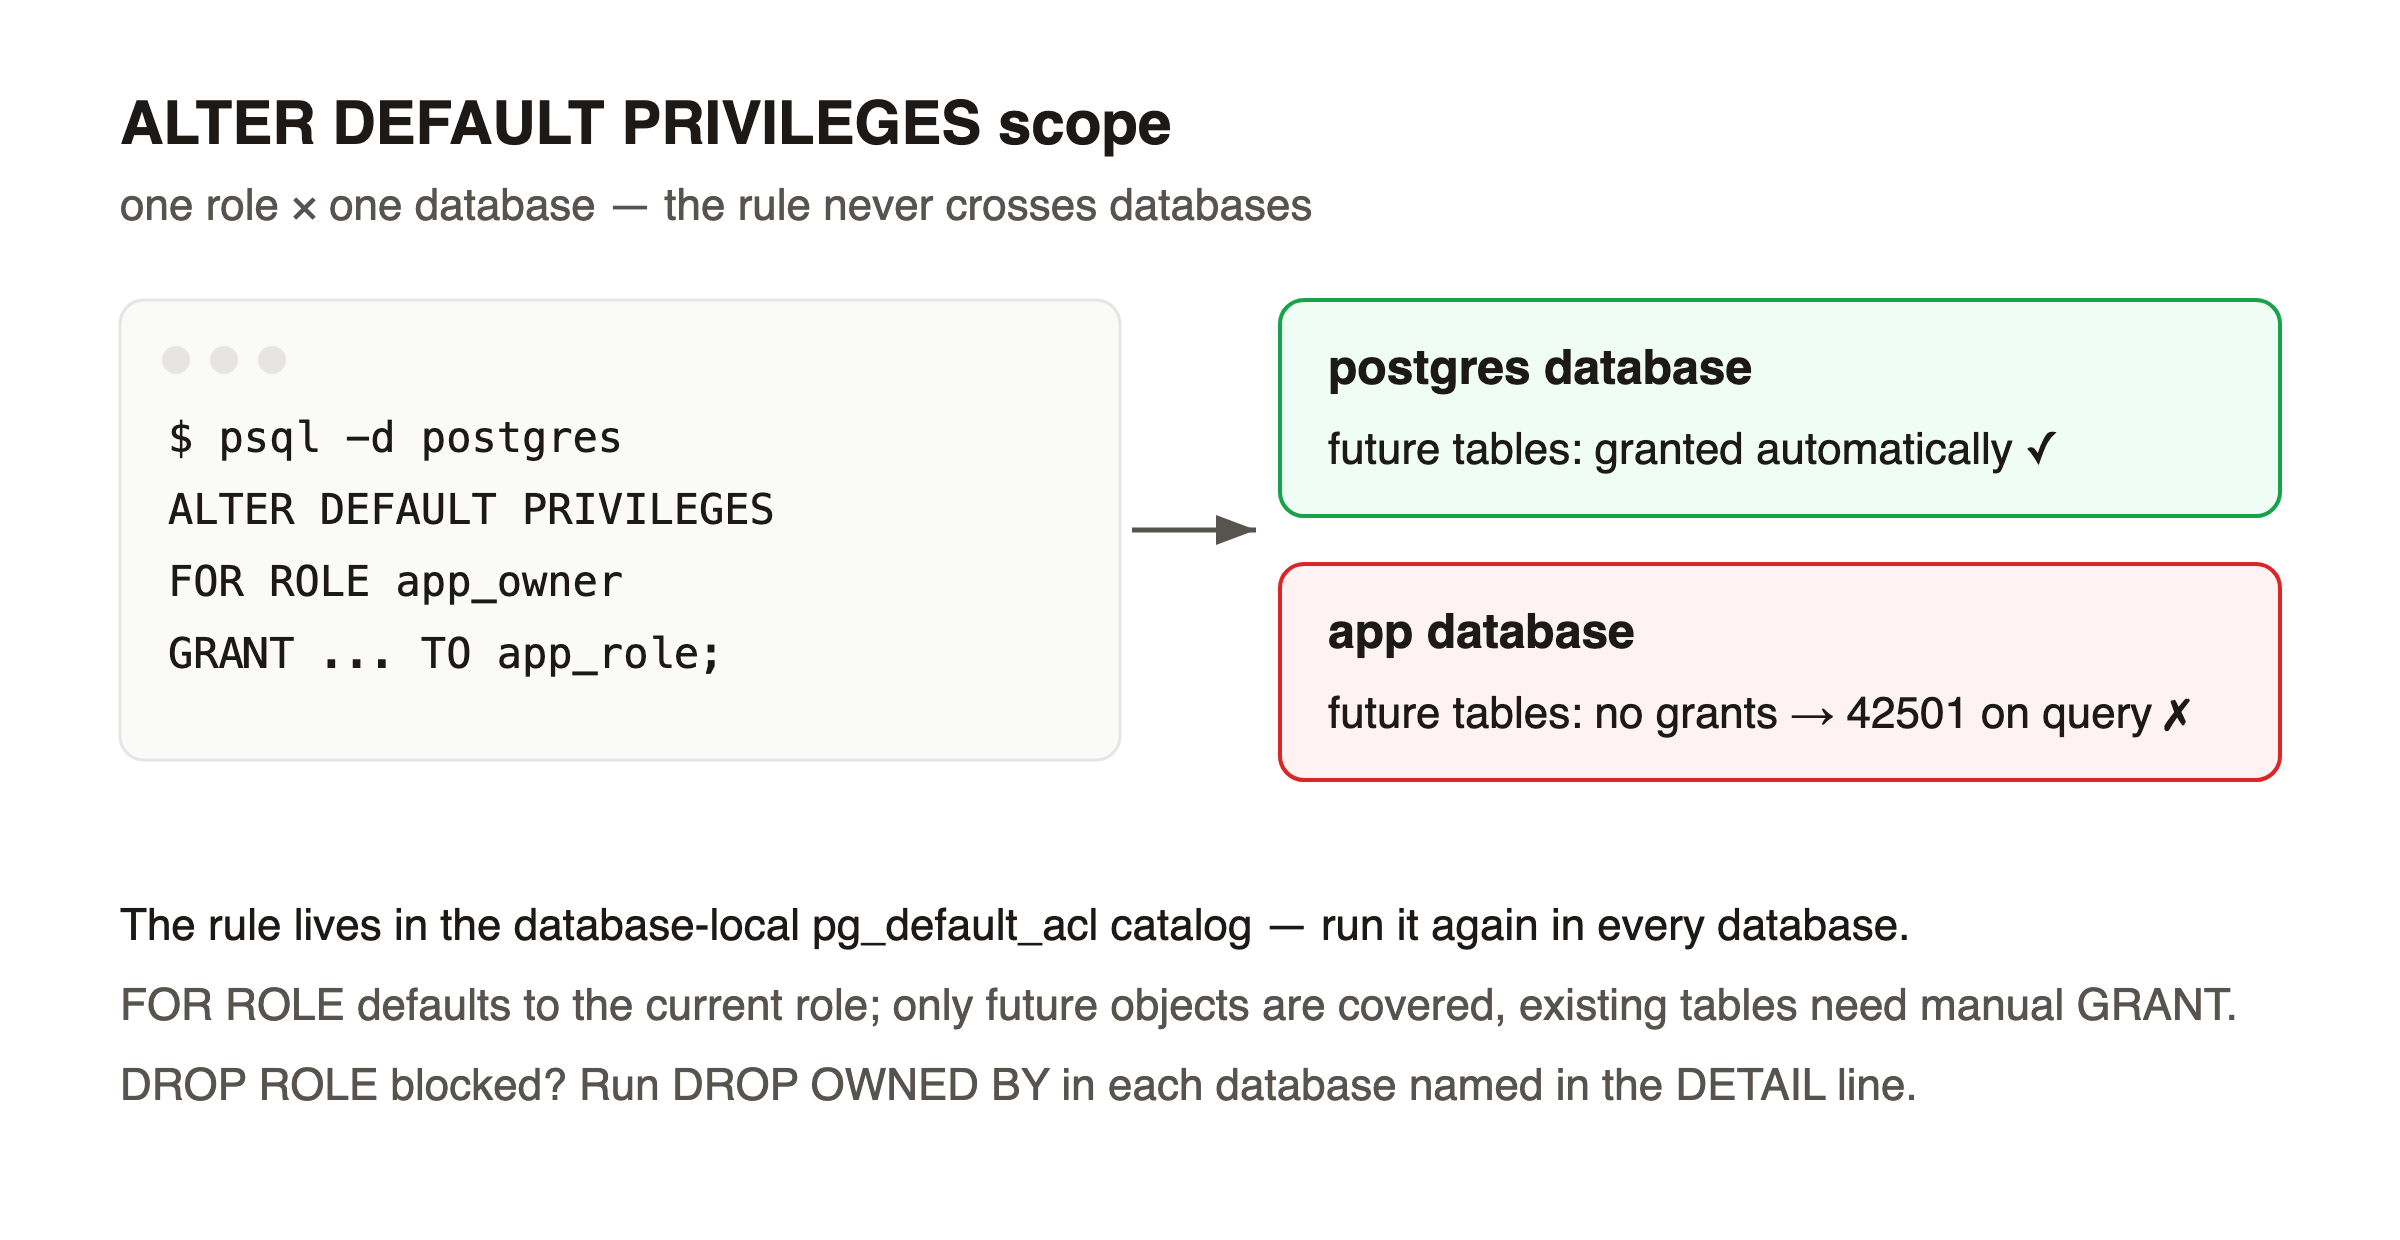 ALTER DEFAULT PRIVILEGES scope
one role × one database — the rule never crosses databases
$ psql -d postgres
ALTER DEFAULT PRIVILEGES
FOR ROLE app_owner
GRANT ... TO app_role;
postgres database
future tables: granted automatically ✓
app database
future tables: no grants → 42501 on query ✗
The rule lives in the database-local pg_default_acl catalog — run it again in every database.
FOR ROLE defaults to the current role; only future objects are covered, existing tables need manual GRANT.
DROP ROLE blocked? Run DROP OWNED BY in each database named in the DETAIL line.